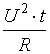 U² · t
R